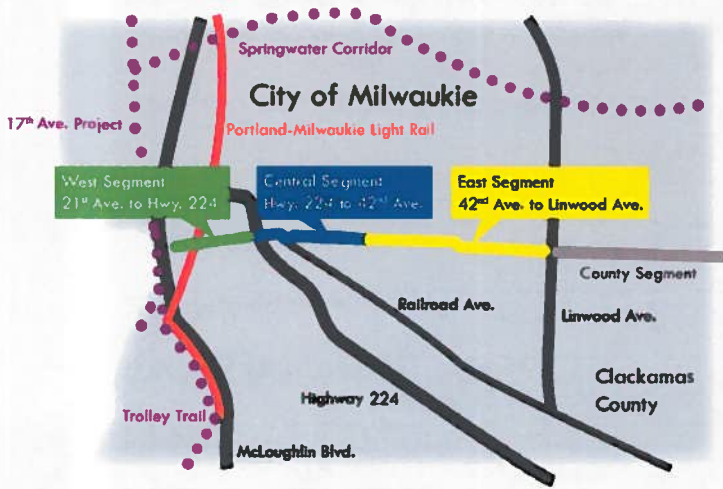 Springwater Corridor
City of Milwaukie
17th Ave. Project
Portland-Milwaukie Light Rail
West Segment
21st Ave. to Hwy. 224
Central Segment
Hwy. 224 to 42nd Ave.
East Segment
42nd Ave. to Linwood Ave.
County Segment
Railroad Ave.
Linwood Ave.
Clackamas
County
Highway 224
Trolley Trail
McLoughlin Blvd.